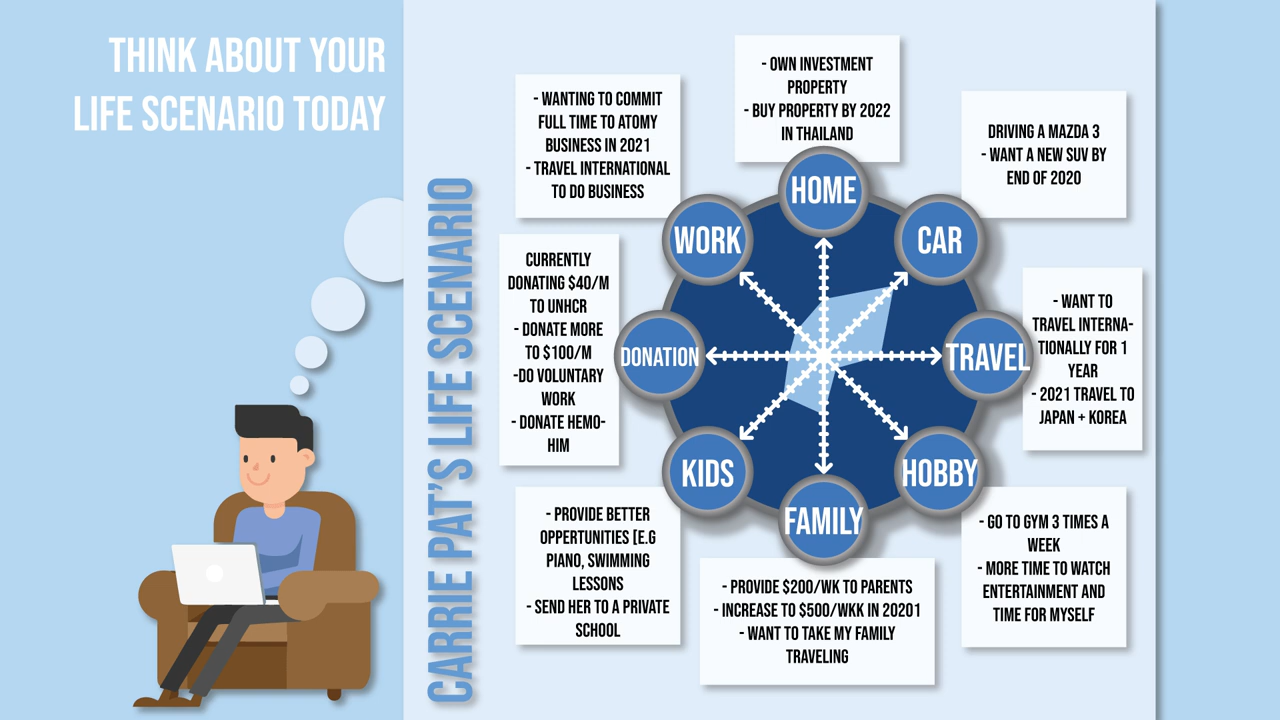 THINK ABOUT YOUR
LIFE SCENARIO TODAY
CARRIE PAT'S LIFE SCENARIO
- OWN INVESTMENT
PROPERTY
- BUY PROPERTY BY 2022
IN THAILAND
- WANTING TO COMMIT
FULL TIME TO ATOMY
BUSINESS IN 2021
- TRAVEL INTERNATIONAL
TO DO BUSINESS
DRIVING A MAZDA 3
- WANT A NEW SUV BY
END OF 2020
HOME
WORK
CAR
CURRENTLY
DONATING $40/M
TO UNHCR
- DONATE MORE
TO $100/M
-DO VOLUNTARY
WORK
- DONATE HEMO-
HIM
DONATION
TRAVEL
- WANT TO
TRAVEL INTERNA-
TIONALLY FOR 1
YEAR
- 2021 TRAVEL TO
JAPAN + KOREA
KIDS
HOBBY
FAMILY
- PROVIDE BETTER
OPPERTUNITIES [E.G
PIANO, SWIMMING
LESSONS
- SEND HER TO A PRIVATE
SCHOOL
- PROVIDE $200/WK TO PARENTS
- INCREASE TO $500/WKK IN 20201
- WANT TO TAKE MY FAMILY
TRAVELING
- GO TO GYM 3 TIMES A
WEEK
- MORE TIME TO WATCH
ENTERTAINMENT AND
TIME FOR MYSELF